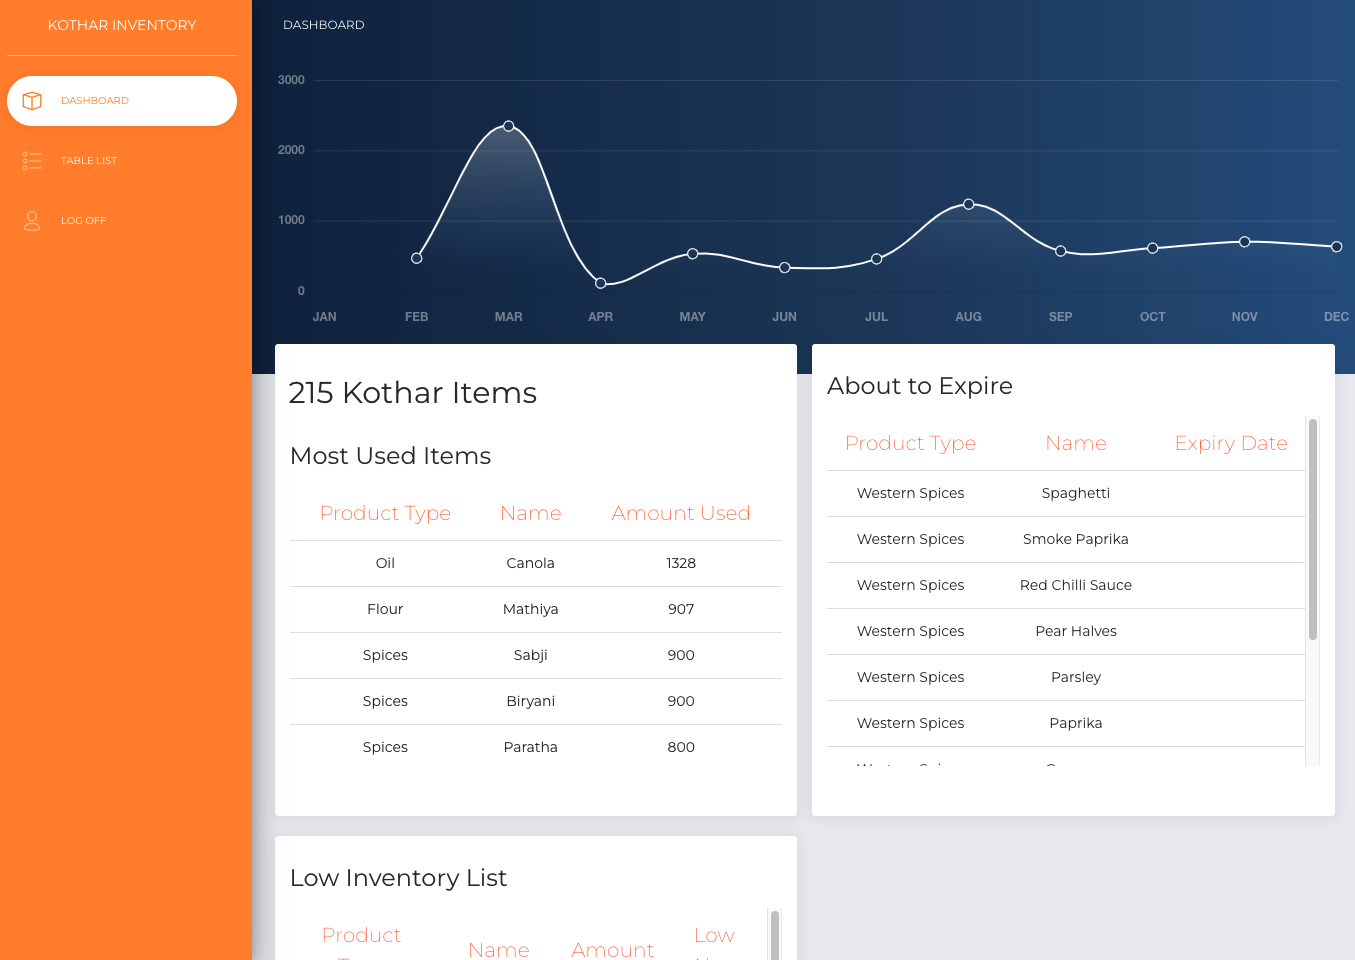 KOTHAR INVENTORY
DASHBOARD
TABLE LIST
LOG OFF
DASHBOARD
3000
2000
1000
0
JAN FEB MAR APR MAY JUN JUL AUG SEP OCT NOV DEC
215 Kothar Items
Most Used Items
Product Type Name Amount Used
Oil Canola 1328
Flour Mathiya 907
Spices Sabji 900
Spices Biryani 900
Spices Paratha 800
About to Expire
Product Type Name Expiry Date
Western Spices Spaghetti
Western Spices Smoke Paprika
Western Spices Red Chilli Sauce
Western Spices Pear Halves
Western Spices Parsley
Western Spices Paprika
Low Inventory List
Product Name Amount Low